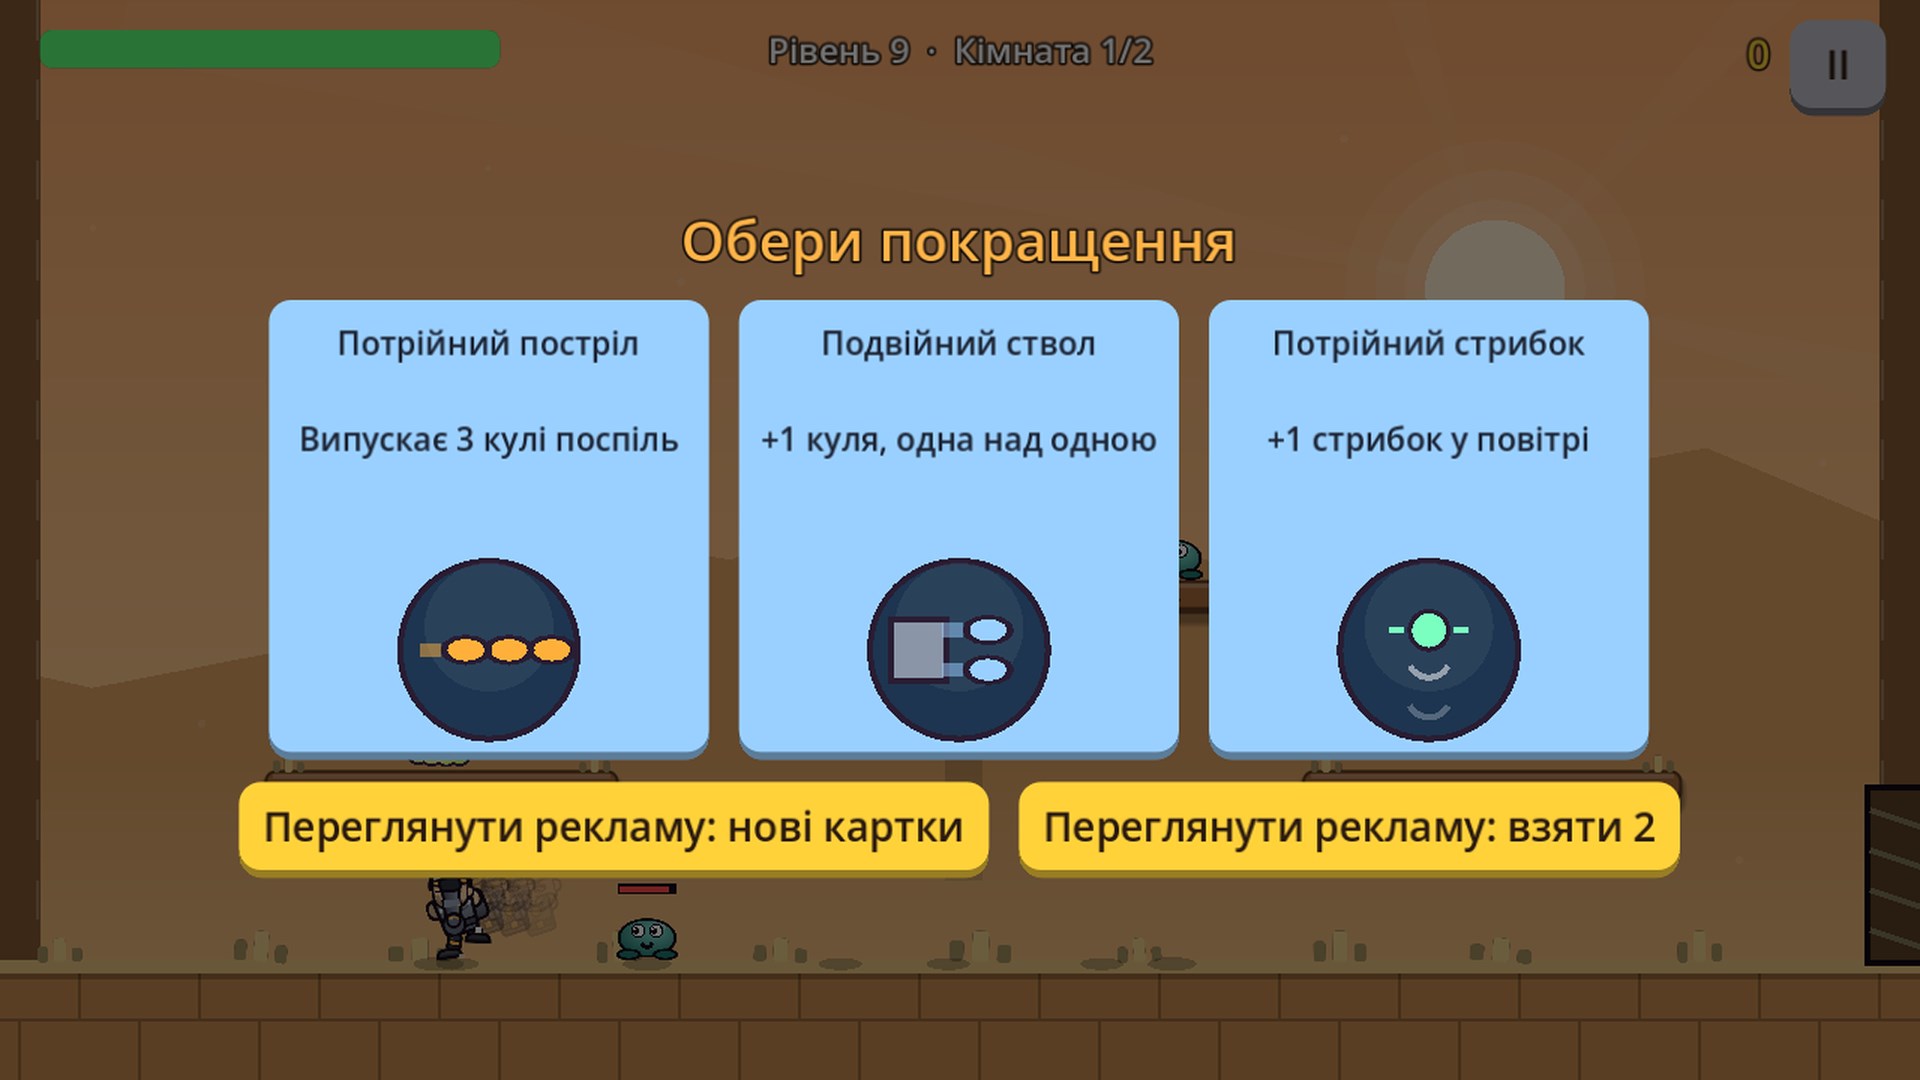 Рівень 9 · Кімната 1/2
0
Обери покращення
Потрійний постріл
Випускає 3 кулі поспіль
Подвійний ствол
+1 куля, одна над одною
Потрійний стрибок
+1 стрибок у повітрі
Переглянути рекламу: нові картки
Переглянути рекламу: взяти 2